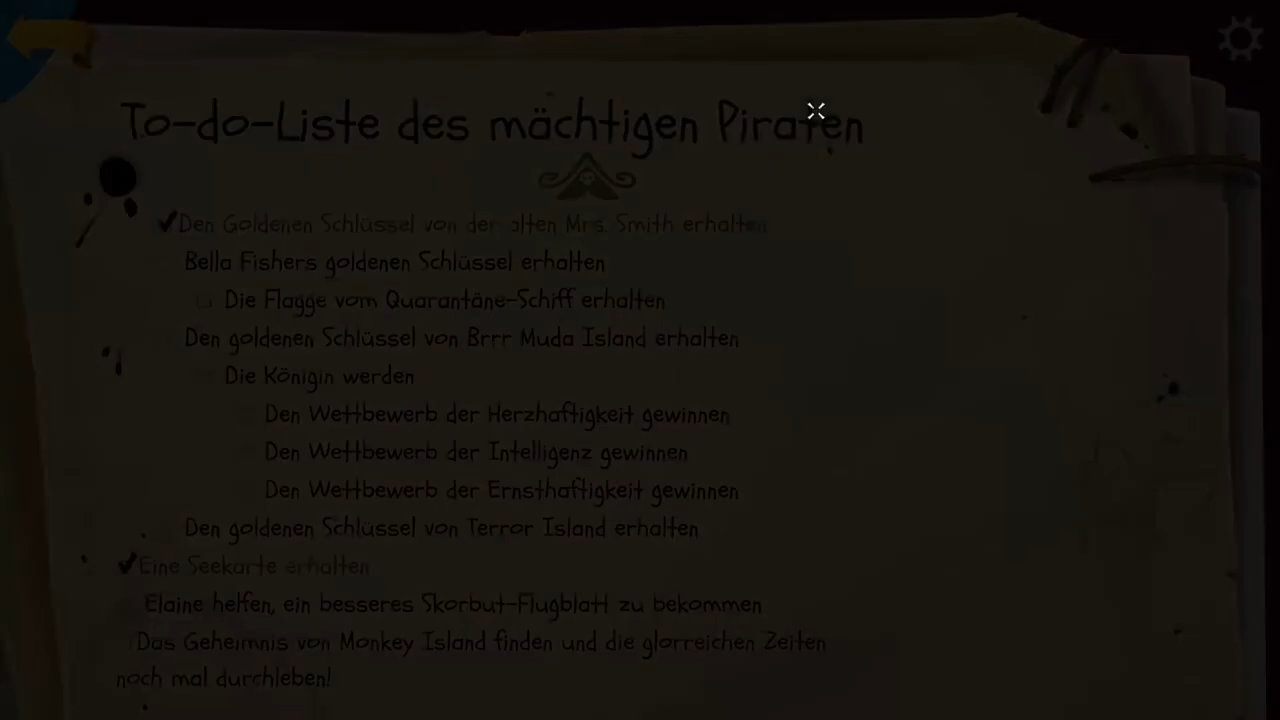 To-do-Liste des mächtigen Piraten
Den Goldenen Schlüssel von der alten Mrs. Smith erhalten
Bella Fishers goldenen Schlüssel erhalten
Die Flagge vom Quarantäne-Schiff erhalten
Den goldenen Schlüssel von Brrr Muda Island erhalten
Die Königin werden
Den Wettbewerb der Herzhaftigkeit gewinnen
Den Wettbewerb der Intelligenz gewinnen
Den Wettbewerb der Ernsthaftigkeit gewinnen
Den goldenen Schlüssel von Terror Island erhalten
Eine Seekarte erhalten
Elaine helfen, ein besseres Skorbut-Flugblatt zu bekommen
Das Geheimnis von Monkey Island finden und die glorreichen Zeiten
noch mal durchleben!